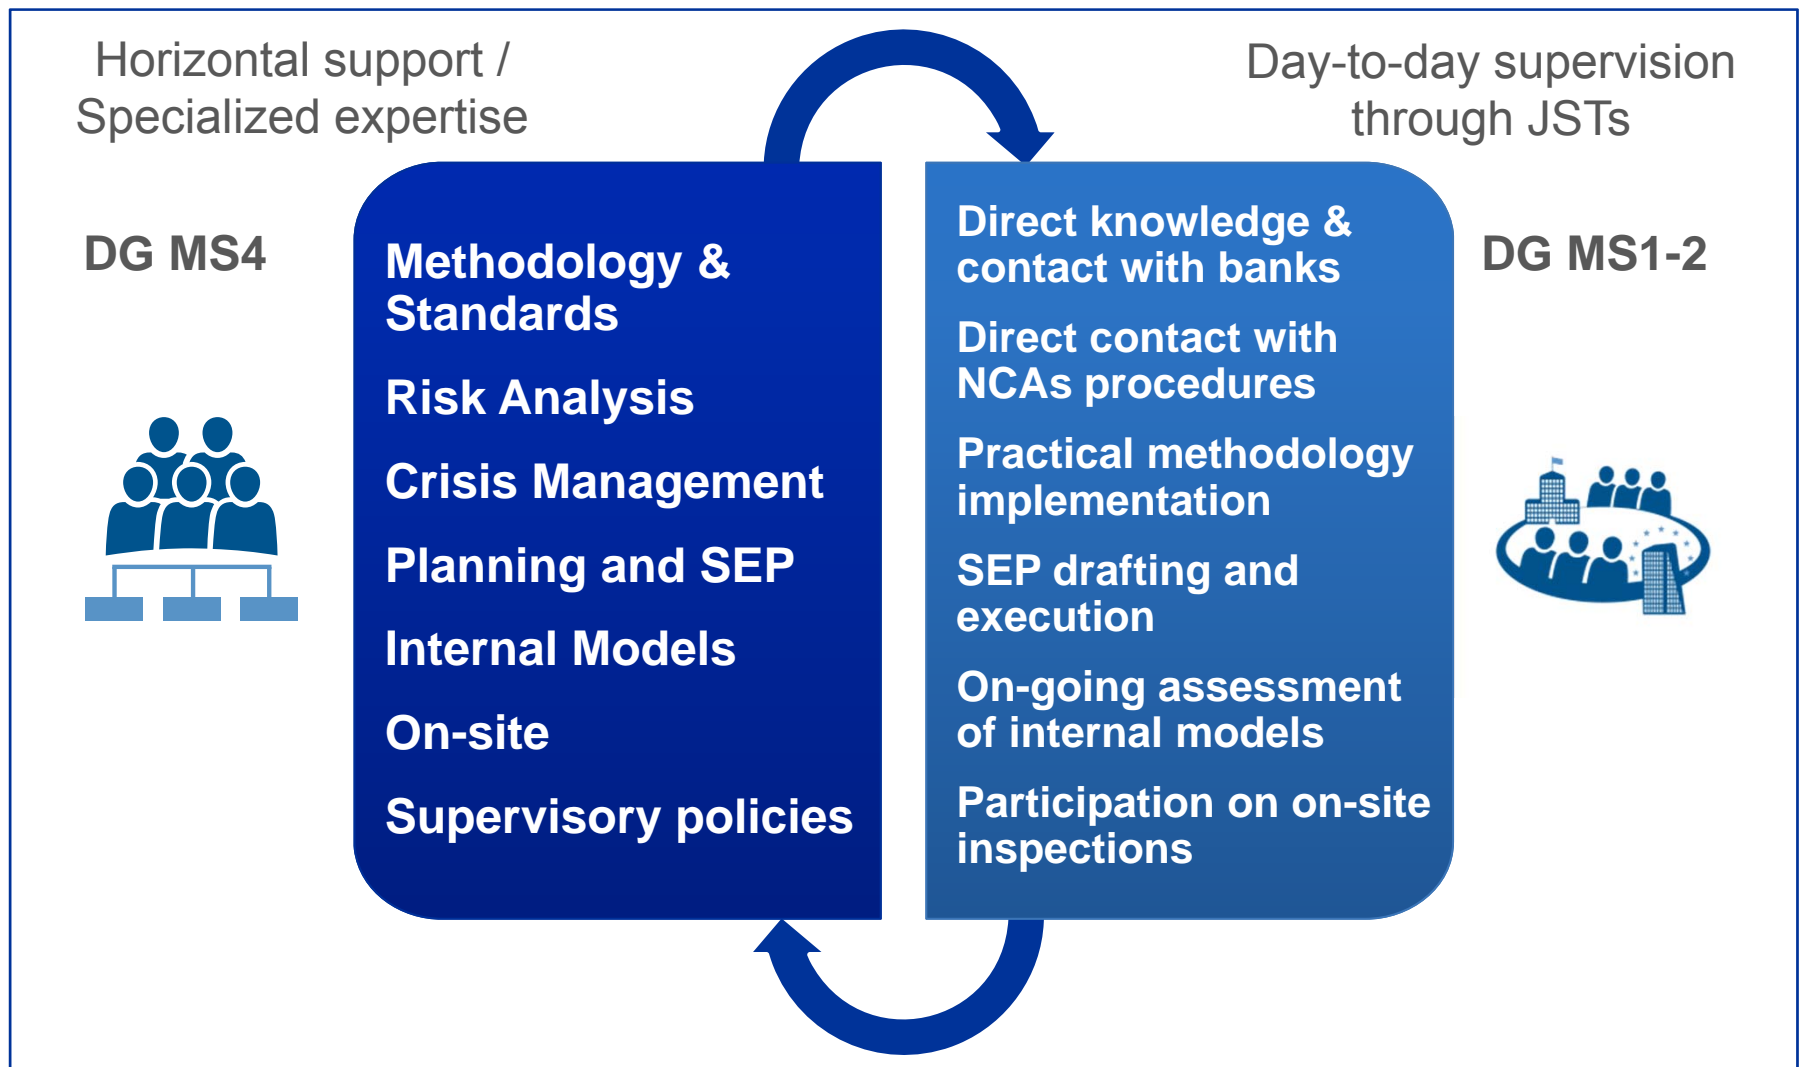 Horizontal support /
Specialized expertise
DG MS4
Methodology &
Standards
Risk Analysis
Crisis Management
Planning and SEP
Internal Models
On-site
Supervisory policies
Day-to-day supervision
through JSTs
DG MS1-2
Direct knowledge &
contact with banks
Direct contact with
NCAs procedures
Practical methodology
implementation
SEP drafting and
execution
On-going assessment
of internal models
Participation on on-site
inspections